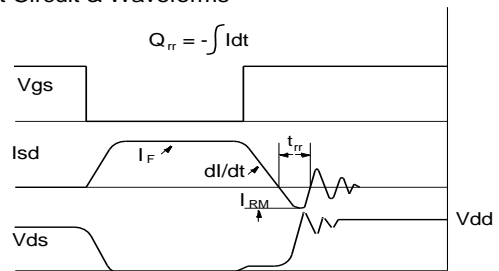 t Circuit & Waveforms
Qrr = -∫Idt
Vgs
Isd
IF
dI/dt
trr
IRM
Vdd
Vds